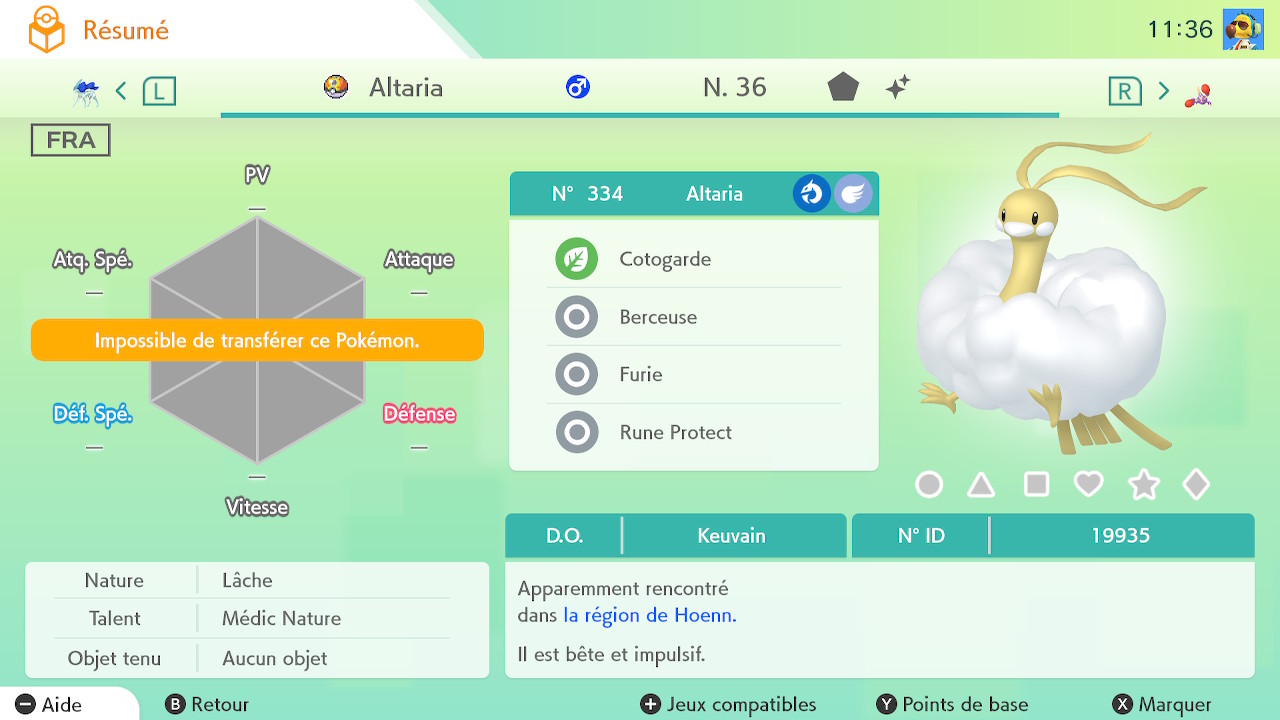 Résumé
11:36
L
Altaria
N. 36
R
FRA
PV
—
Atq. Spé.
—
Attaque
—
Impossible de transférer ce Pokémon.
Déf. Spé.
—
Défense
—
—
Vitesse
N° 334 Altaria
Cotogarde
Berceuse
Furie
Rune Protect
D.O. Keuvain N° ID 19935
Apparemment rencontré
dans la région de Hoenn.
Il est bête et impulsif.
Nature Lâche
Talent Médic Nature
Objet tenu Aucun objet
Aide B Retour Jeux compatibles Y Points de base X Marquer